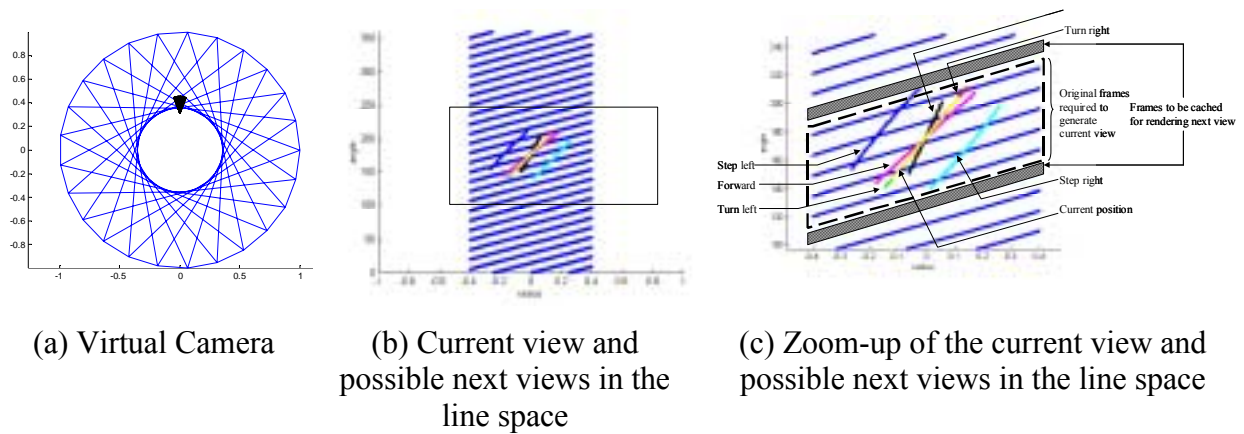 1
0.8
0.6
0.4
0.2
0
-0.2
-0.4
-0.6
-0.8
-1
-0.5
0
0.5
1
(a) Virtual Camera
0
-1
1
(b) Current view and
possible next views in the
line space
Turn right
Step left
Forward
Turn left
Original frames
required to
generate
current view
Frames to be cached
for rendering next view
Step right
Current position
(c) Zoom-up of the current view and
possible next views in the line space